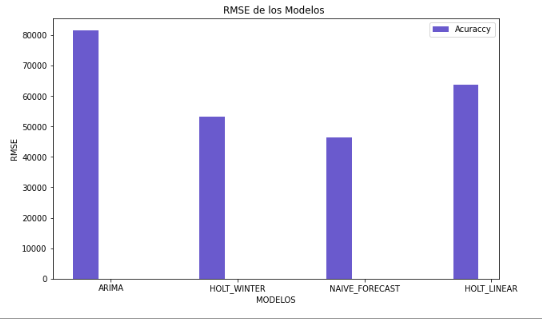 RMSE de los Modelos
Acuraccy
80000
70000
60000
50000
40000
30000
20000
10000
0
RMSE
ARIMA HOLT_WINTER NAIVE_FORECAST HOLT_LINEAR
MODELOS